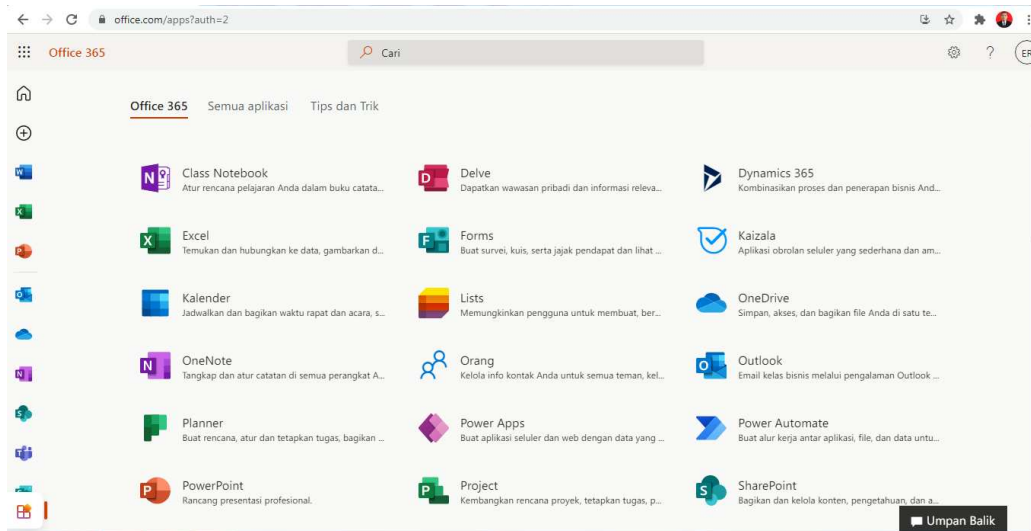 office.com/apps?auth=2
Office 365
Cari
?
ER
Office 365 Semua aplikasi Tips dan Trik
Class Notebook
Atur rencana pelajaran Anda dalam buku catata...
Delve
Dapatkan wawasan pribadi dan informasi releva...
Dynamics 365
Kombinasikan proses dan penerapan bisnis And...
Excel
Temukan dan hubungkan ke data, gambarkan d...
Forms
Buat survei, kuis, serta jajak pendapat dan lihat ...
Kaizala
Aplikasi obrolan seluler yang sederhana dan am...
Kalender
Jadwalkan dan bagikan waktu rapat dan acara, s...
Lists
Memungkinkan pengguna untuk membuat, ber...
OneDrive
Simpan, akses, dan bagikan file Anda di satu te...
OneNote
Tangkap dan atur catatan di semua perangkat A...
Orang
Kelola info kontak Anda untuk semua teman, kel...
Outlook
Email kelas bisnis melalui pengalaman Outlook ...
Planner
Buat rencana, atur dan tetapkan tugas, bagikan ...
Power Apps
Buat aplikasi seluler dan web dengan data yang ...
Power Automate
Buat alur kerja antar aplikasi, file, dan data untu...
PowerPoint
Rancang presentasi profesional.
Project
Kembangkan rencana proyek, tetapkan tugas, p...
SharePoint
Bagikan dan kelola konten, pengetahuan, dan a...
Umpan Balik